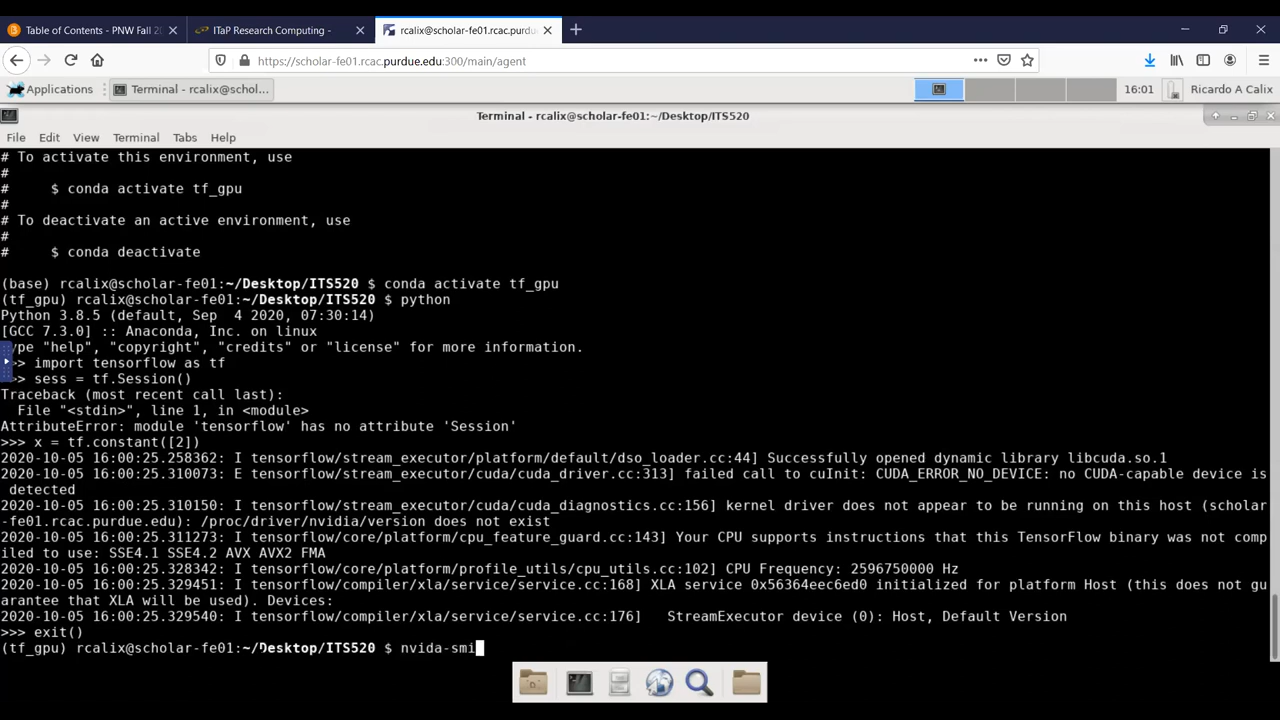 Table of Contents - PNW Fall 20
ITaP Research Computing -
rcalix@scholar-fe01.rcac.purdu
https://scholar-fe01.rcac.purdue.edu:300/main/agent
Applications
Terminal - rcalix@schol...
16:01
Ricardo A Calix
Terminal - rcalix@scholar-fe01:~/Desktop/ITS520
File Edit View Terminal Tabs Help
# To activate this environment, use
#
#     $ conda activate tf_gpu
#
# To deactivate an active environment, use
#
#     $ conda deactivate
(base) rcalix@scholar-fe01:~/Desktop/ITS520 $ conda activate tf_gpu
(tf_gpu) rcalix@scholar-fe01:~/Desktop/ITS520 $ python
Python 3.8.5 (default, Sep  4 2020, 07:30:14)
[GCC 7.3.0] :: Anaconda, Inc. on linux
ype "help", "copyright", "credits" or "license" for more information.
>> import tensorflow as tf
>> sess = tf.Session()
Traceback (most recent call last):
  File "<stdin>", line 1, in <module>
AttributeError: module 'tensorflow' has no attribute 'Session'
>>> x = tf.constant([2])
2020-10-05 16:00:25.258362: I tensorflow/stream_executor/platform/default/dso_loader.cc:44] Successfully opened dynamic library libcuda.so.1
2020-10-05 16:00:25.310073: E tensorflow/stream_executor/cuda/cuda_driver.cc:313] failed call to cuInit: CUDA_ERROR_NO_DEVICE: no CUDA-capable device is
 detected
2020-10-05 16:00:25.310150: I tensorflow/stream_executor/cuda/cuda_diagnostics.cc:156] kernel driver does not appear to be running on this host (scholar
-fe01.rcac.purdue.edu): /proc/driver/nvidia/version does not exist
2020-10-05 16:00:25.311273: I tensorflow/core/platform/cpu_feature_guard.cc:143] Your CPU supports instructions that this TensorFlow binary was not comp
iled to use: SSE4.1 SSE4.2 AVX AVX2 FMA
2020-10-05 16:00:25.328342: I tensorflow/core/platform/profile_utils/cpu_utils.cc:102] CPU Frequency: 2596750000 Hz
2020-10-05 16:00:25.329451: I tensorflow/compiler/xla/service/service.cc:168] XLA service 0x56364eec6ed0 initialized for platform Host (this does not gu
arantee that XLA will be used). Devices:
2020-10-05 16:00:25.329540: I tensorflow/compiler/xla/service/service.cc:176]   StreamExecutor device (0): Host, Default Version
>>> exit()
(tf_gpu) rcalix@scholar-fe01:~/Desktop/ITS520 $ nvida-smi